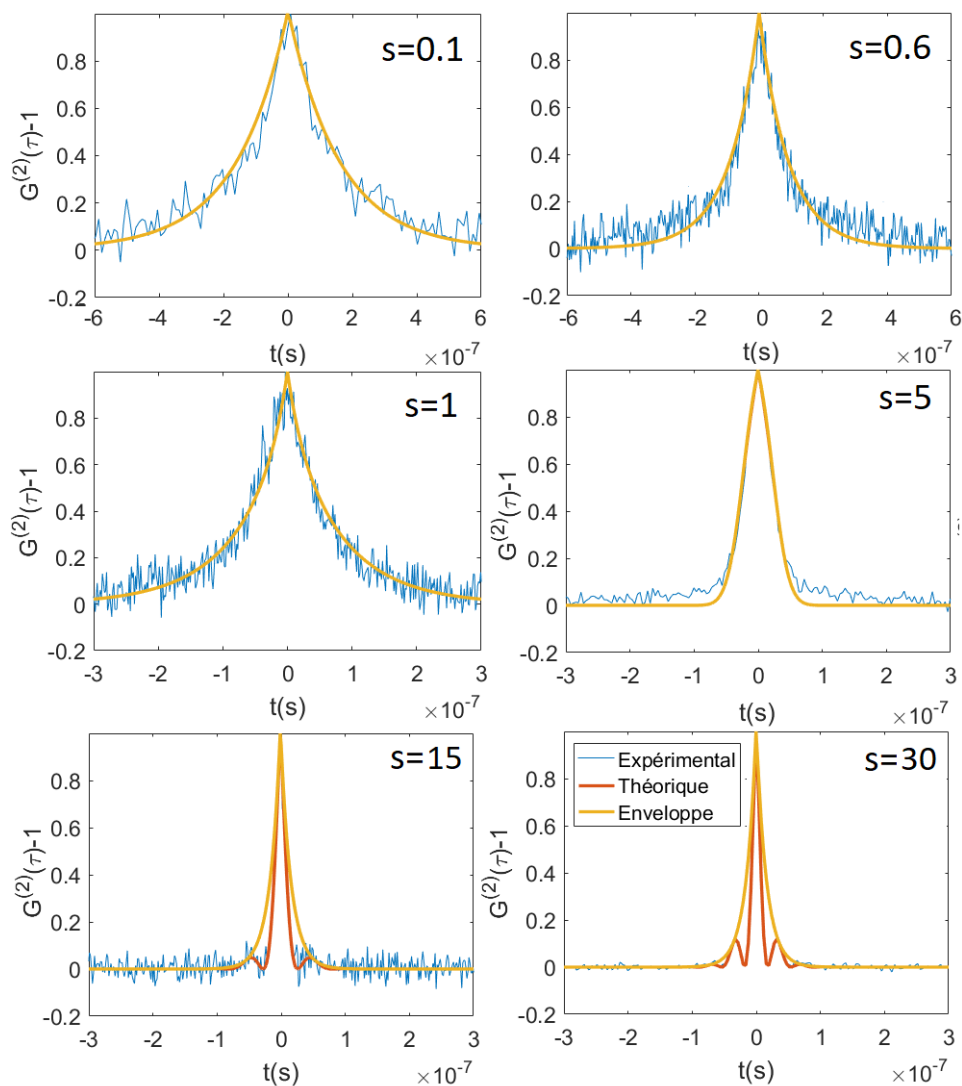 s=0.1
0.8
0.6
0.4
0.2
0
-0.2
G⁽²⁾(τ)-1
-6 -4 -2 0 2 4 6
t(s)
×10⁻⁷
s=0.6
0.8
0.6
0.4
0.2
0
-0.2
-6 -4 -2 0 2 4 6
t(s)
×10⁻⁷
s=1
0.8
0.6
0.4
0.2
0
-0.2
G⁽²⁾(τ)-1
-3 -2 -1 0 1 2 3
t(s)
×10⁻⁷
s=5
0.8
0.6
0.4
0.2
0
-0.2
G⁽²⁾(τ)-1
-3 -2 -1 0 1 2 3
t(s)
×10⁻⁷
s=15
0.8
0.6
0.4
0.2
0
-0.2
G⁽²⁾(τ)-1
-3 -2 -1 0 1 2 3
t(s)
×10⁻⁷
s=30
Expérimental
Théorique
Enveloppe
0.8
0.6
0.4
0.2
0
-0.2
G⁽²⁾(τ)-1
-3 -2 -1 0 1 2 3
t(s)
×10⁻⁷